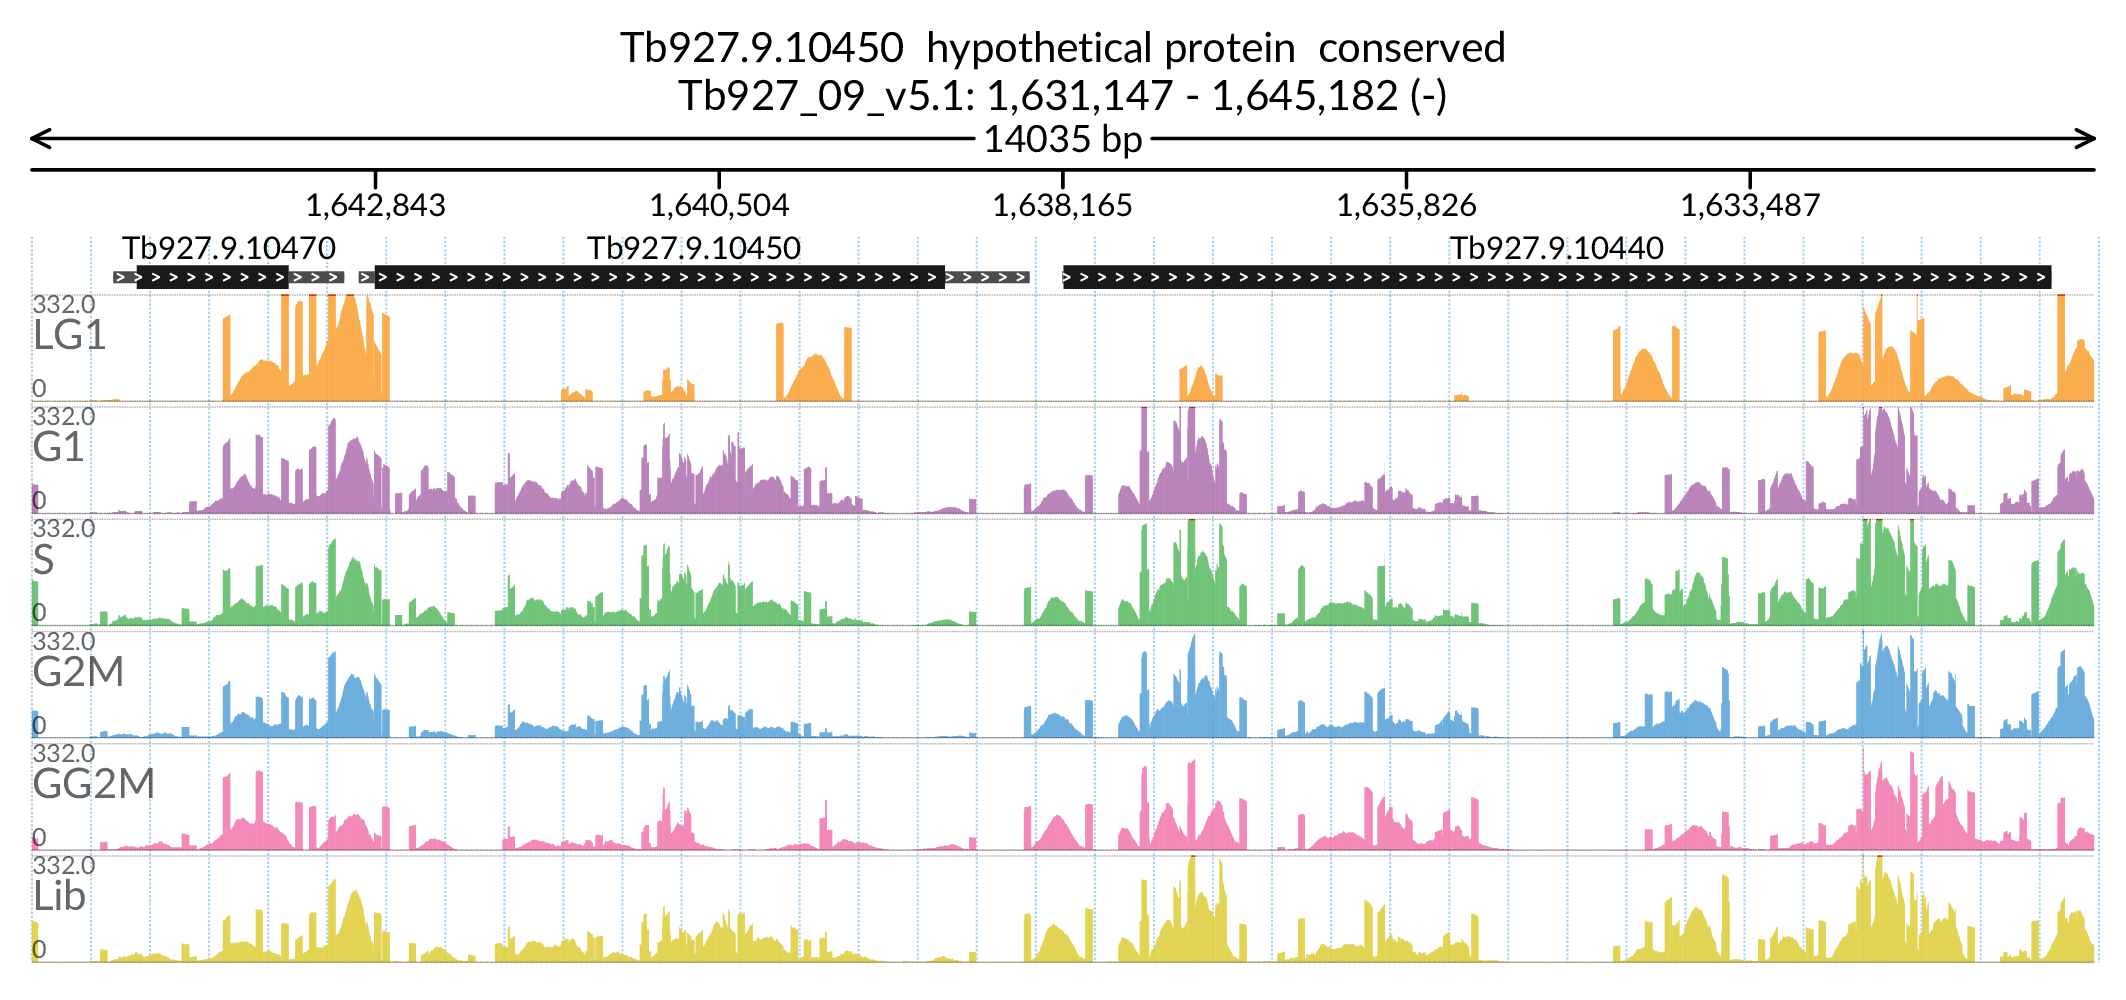 Tb927.9.10450 hypothetical protein conserved
Tb927_09_v5.1: 1,631,147 - 1,645,182 (-)
14035 bp
1,642,843 1,640,504 1,638,165 1,635,826 1,633,487
Tb927.9.10470 Tb927.9.10450 Tb927.9.10440
332.0
LG1
0
332.0
G1
0
332.0
S
0
332.0
G2M
0
332.0
GG2M
0
332.0
Lib
0